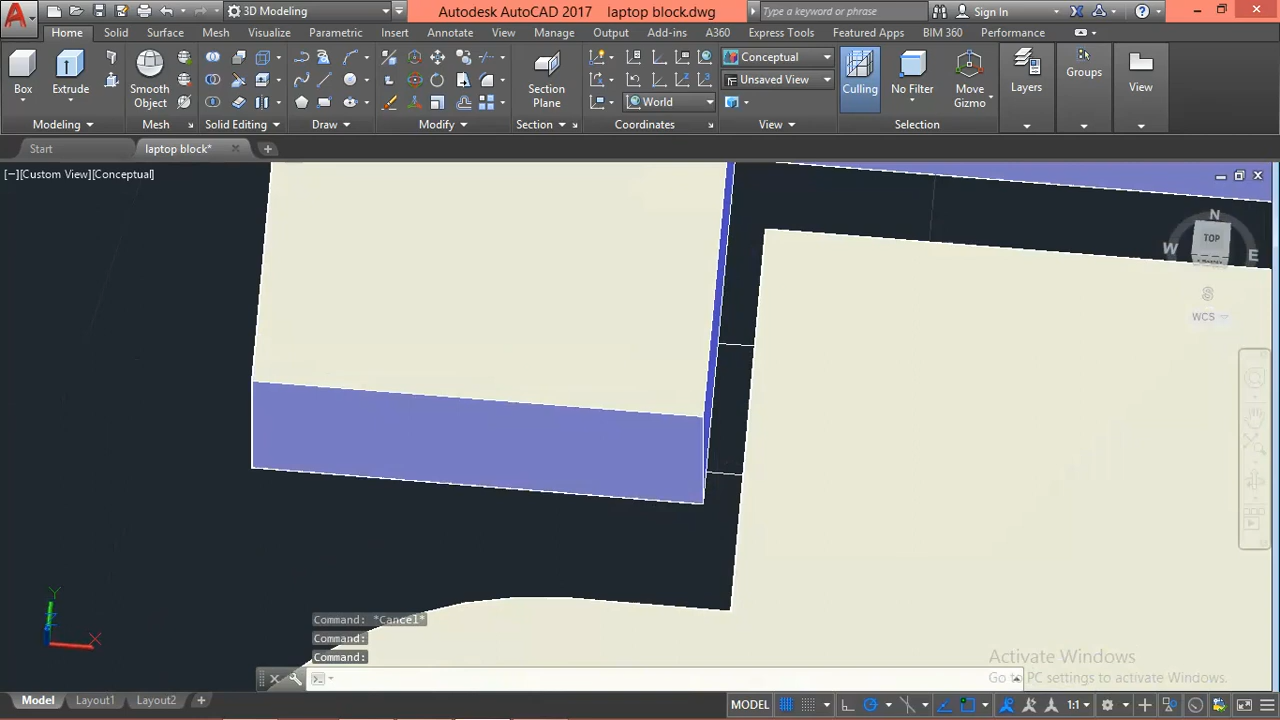 Autodesk AutoCAD 2017 laptop block.dwg
3D Modeling
Type a keyword or phrase
Sign In
Home Solid Surface Mesh Visualize Parametric Insert Annotate View Manage Output Add-ins A360 Express Tools Featured Apps BIM 360 Performance
Box
Extrude
Smooth
Object
Section
Plane
Conceptual
Unsaved View
World
Culling
No Filter
Move
Gizmo
Layers
Groups
View
Modeling
Mesh
Solid Editing
Draw
Modify
Section
Coordinates
View
Selection
Start
laptop block*
[−][Custom View][Conceptual]
N
W
TOP
E
S
WCS
Y
Z
X
Command: *Cancel*
Command:
Command:
Activate Windows
Go to PC settings to activate Windows.
Model Layout1 Layout2
MODEL
1:1